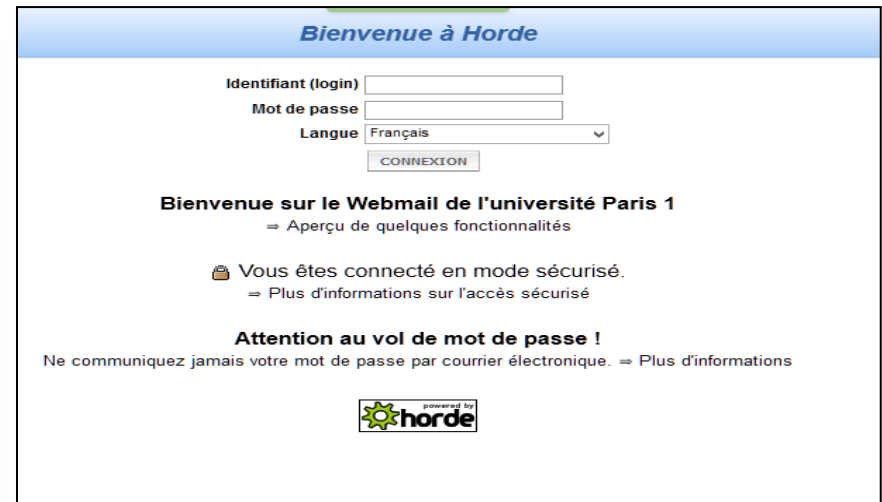 Bienvenue à Horde
Identifiant (login)
Mot de passe
Langue Français
CONNEXION
Bienvenue sur le Webmail de l'université Paris 1
⇒ Aperçu de quelques fonctionnalités
Vous êtes connecté en mode sécurisé.
⇒ Plus d'informations sur l'accès sécurisé
Attention au vol de mot de passe !
Ne communiquez jamais votre mot de passe par courrier électronique. ⇒ Plus d'informations
powered by
horde